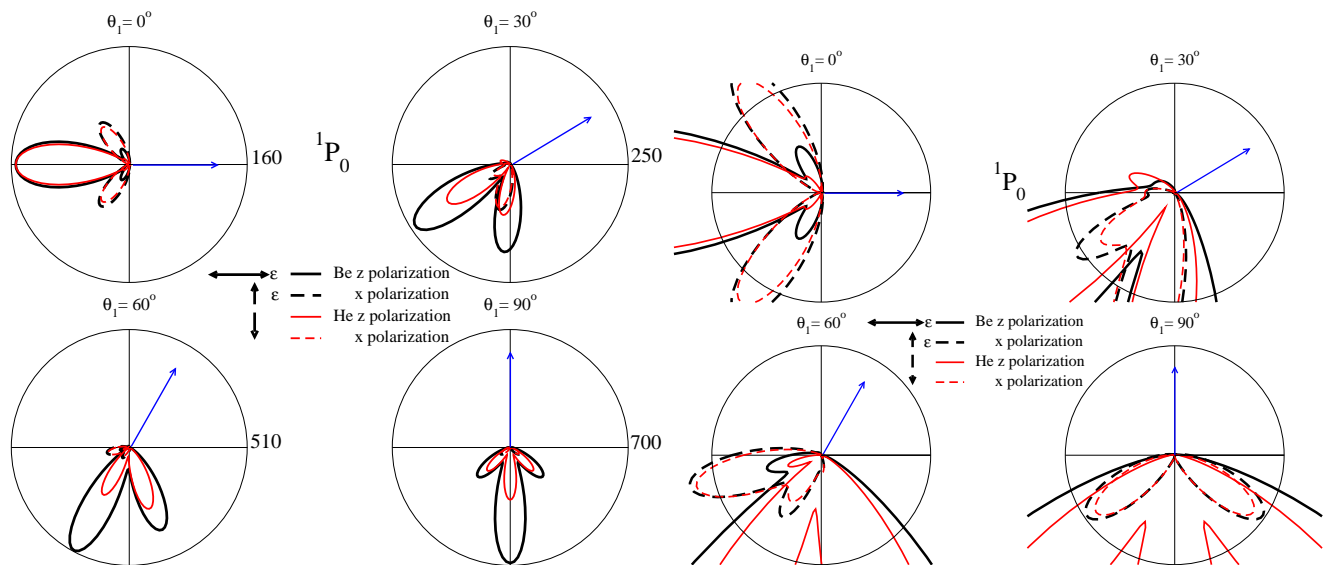 θ₁= 0° θ₁= 30°
160 ¹P₀ 250
ε Be z polarization
ε x polarization
He z polarization
x polarization
θ₁= 60° θ₁= 90°
510 700
θ₁= 0° θ₁= 30°
¹P₀
ε Be z polarization
ε x polarization
He z polarization
x polarization
θ₁= 60° θ₁= 90°